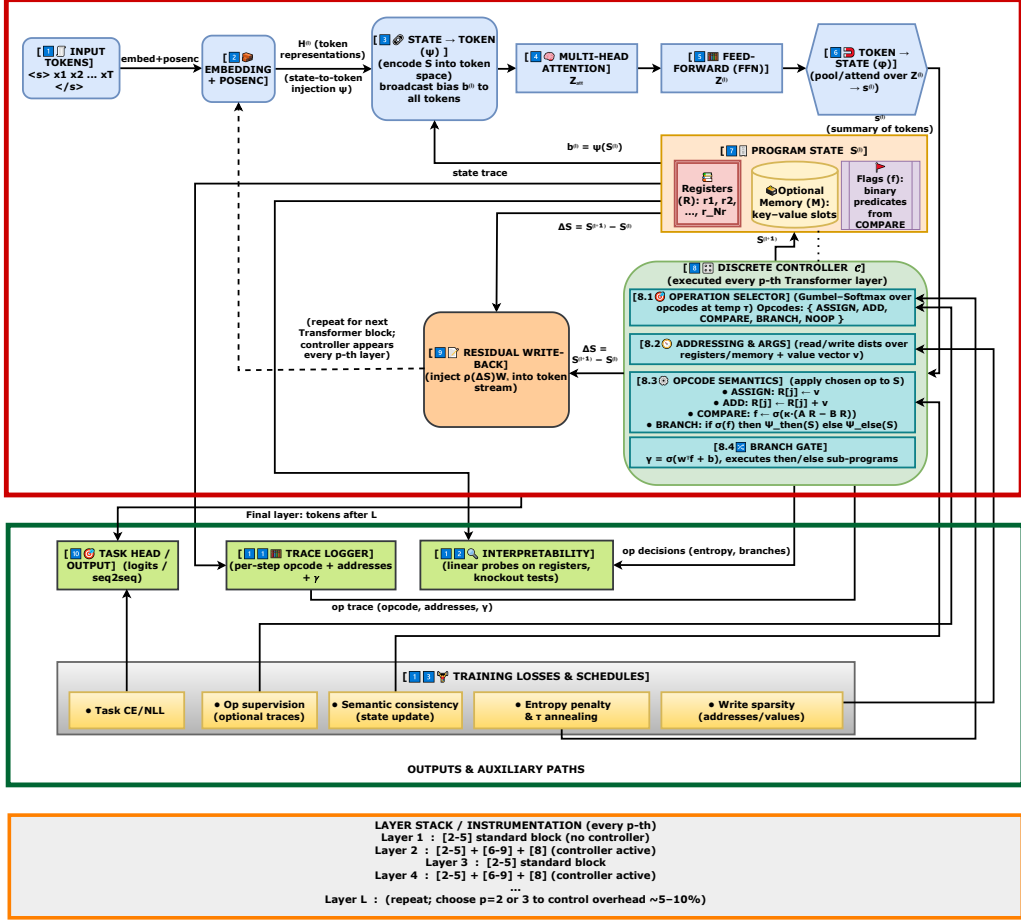 [1 INPUT
TOKENS]
<s> x1 x2 ... xT
</s>
embed+posenc
[2
EMBEDDING
+ POSENC]
H⁽ˡ⁾ (token
representations)
(state-to-token
injection ψ)
[3 STATE → TOKEN
(ψ) ]
(encode S into token
space)
broadcast bias b⁽ˡ⁾ to
all tokens
[4 MULTI-HEAD
ATTENTION]
Zₐₜₜ
[5 FEED-
FORWARD (FFN)]
Z⁽ˡ⁾
[6 TOKEN →
STATE (φ)]
(pool/attend over Z⁽ˡ⁾
→ s⁽ˡ⁾)
s⁽ˡ⁾
(summary of tokens)
b⁽ˡ⁾ = ψ(S⁽ˡ⁾)
state trace
ΔS = S⁽ˡ⁺¹⁾ − S⁽ˡ⁾
[7 PROGRAM STATE S⁽ˡ⁾]
Registers
(R): r1, r2,
..., r_Nr
Optional
Memory (M):
key–value slots
Flags (f):
binary
predicates
from
COMPARE
S⁽ˡ⁺¹⁾
[8 DISCRETE CONTROLLER 𝒞]
(executed every p-th Transformer layer)
[8.1 OPERATION SELECTOR] (Gumbel–Softmax over
opcodes at temp τ) Opcodes: { ASSIGN, ADD,
COMPARE, BRANCH, NOOP }
[8.2 ADDRESSING & ARGS] (read/write dists over
registers/memory + value vector v)
[8.3 OPCODE SEMANTICS] (apply chosen op to S)
● ASSIGN: R[j] ← v
● ADD: R[j] ← R[j] + v
● COMPARE: f ← σ(κ·(A R − B R))
● BRANCH: if σ(f) then Ψ_then(S) else Ψ_else(S)
[8.4 BRANCH GATE]
γ = σ(wᵀf + b), executes then/else sub-programs
(repeat for next
Transformer block;
controller appears
every p-th layer)
[9 RESIDUAL WRITE-
BACK]
(inject ρ(ΔS)W. into token
stream)
ΔS =
S⁽ˡ⁺¹⁾ − S⁽ˡ⁾
Final layer: tokens after L
[10 TASK HEAD /
OUTPUT] (logits /
seq2seq)
[1 1 TRACE LOGGER]
(per-step opcode + addresses
+ γ
[1 2 INTERPRETABILITY]
(linear probes on registers,
knockout tests)
op decisions (entropy, branches)
op trace (opcode, addresses, γ)
[1 3 TRAINING LOSSES & SCHEDULES]
● Task CE/NLL
● Op supervision
(optional traces)
● Semantic consistency
(state update)
● Entropy penalty
& τ annealing
● Write sparsity
(addresses/values)
OUTPUTS & AUXILIARY PATHS
LAYER STACK / INSTRUMENTATION (every p-th)
Layer 1 : [2-5] standard block (no controller)
Layer 2 : [2-5] + [6-9] + [8] (controller active)
Layer 3 : [2-5] standard block
Layer 4 : [2-5] + [6-9] + [8] (controller active)
...
Layer L : (repeat; choose p=2 or 3 to control overhead ~5–10%)